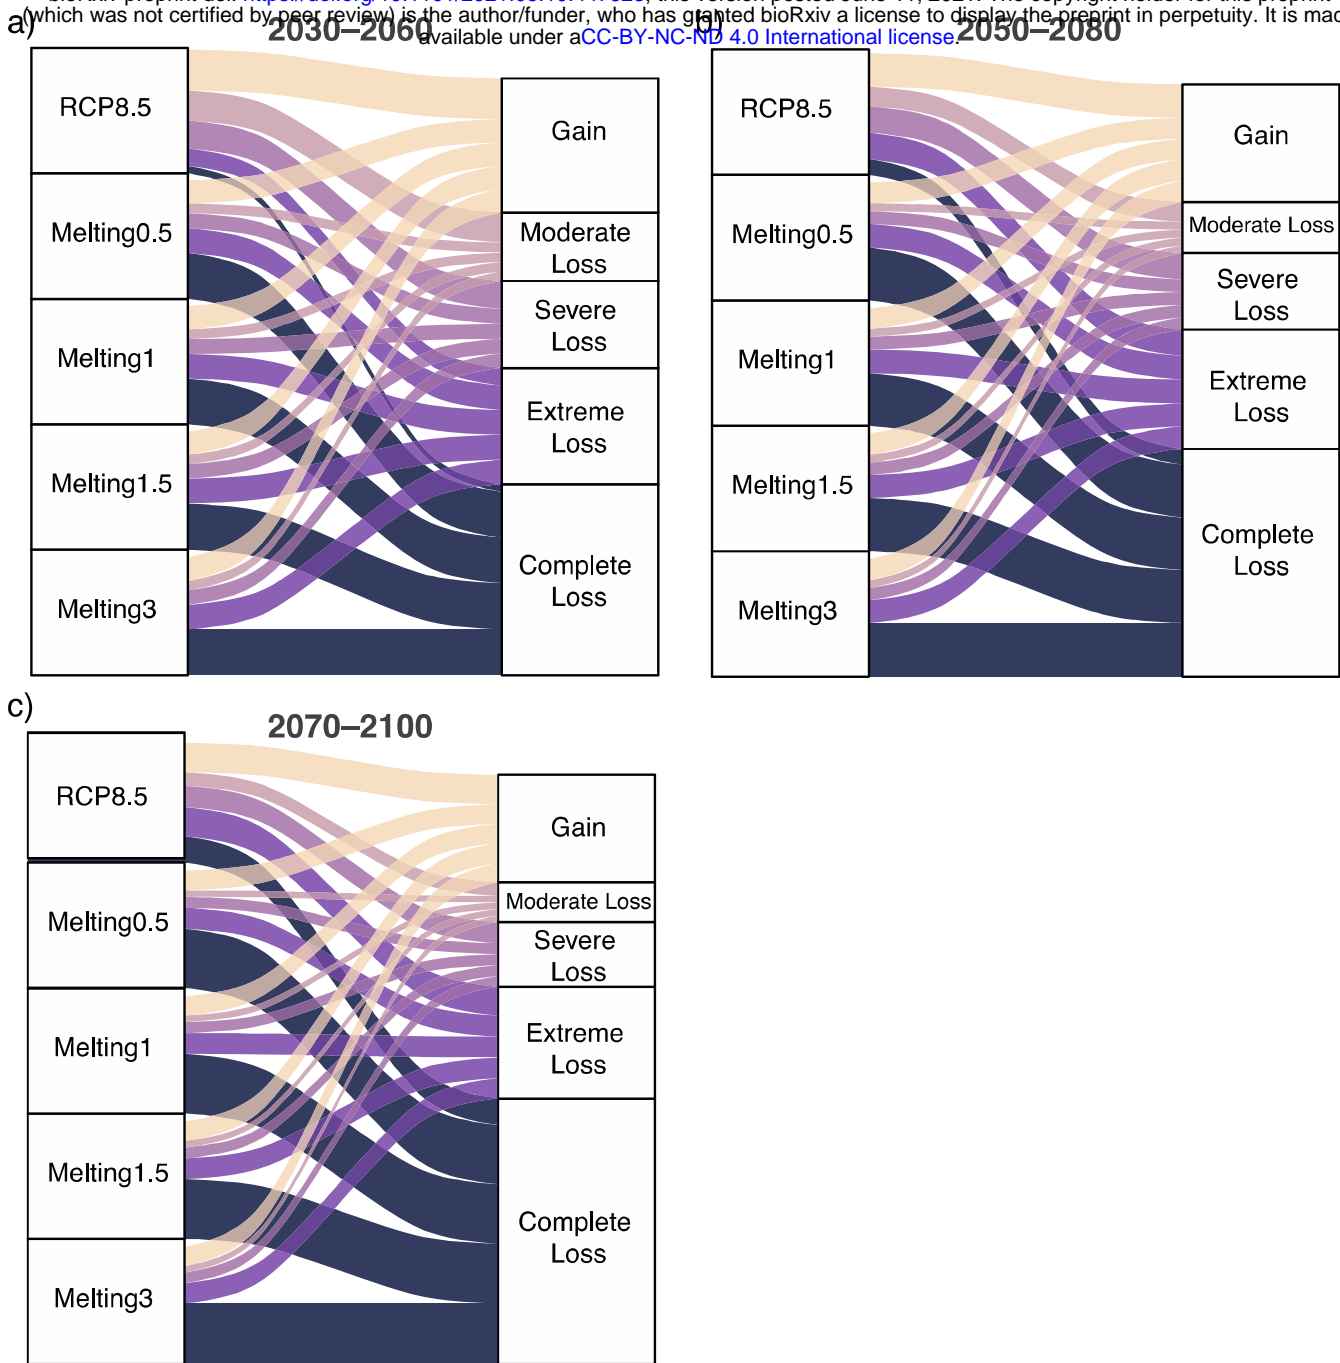 (which was not certified by peer review) is the author/funder, who has granted bioRxiv a license to display the preprint in perpetuity. It is mad
available under aCC-BY-NC-ND 4.0 International license.
a)
2030–2060
RCP8.5
Melting0.5
Melting1
Melting1.5
Melting3
Gain
Moderate
Loss
Severe
Loss
Extreme
Loss
Complete
Loss
b)
2050–2080
RCP8.5
Melting0.5
Melting1
Melting1.5
Melting3
Gain
Moderate Loss
Severe
Loss
Extreme
Loss
Complete
Loss
c)
2070–2100
RCP8.5
Melting0.5
Melting1
Melting1.5
Melting3
Gain
Moderate Loss
Severe
Loss
Extreme
Loss
Complete
Loss